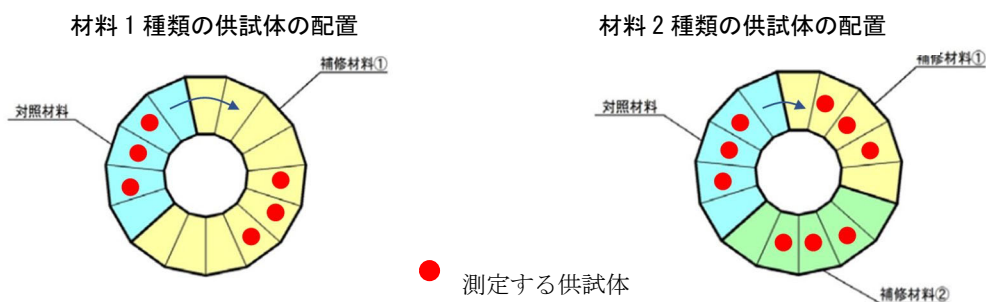 材料１種類の供試体の配置
補修材料①
対照材料
材料２種類の供試体の配置
補修材料①
対照材料
補修材料②
測定する供試体